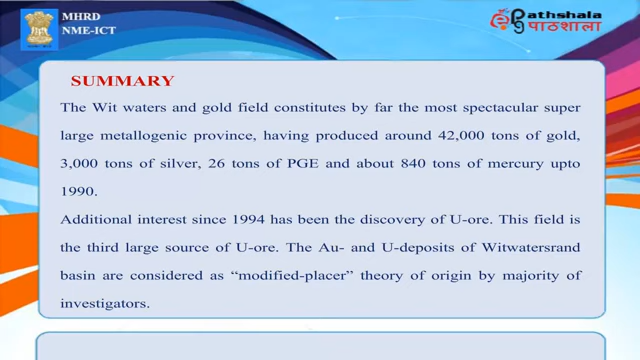 MHRD
NME-ICT
ePG athshala
पाठशाला
SUMMARY
The Wit waters and gold field constitutes by far the most spectacular super
large metallogenic province, having produced around 42,000 tons of gold,
3,000 tons of silver, 26 tons of PGE and about 840 tons of mercury upto
1990.
Additional interest since 1994 has been the discovery of U-ore. This field is
the third large source of U-ore. The Au- and U-deposits of Witwatersrand
basin are considered as “modified-placer” theory of origin by majority of
investigators.